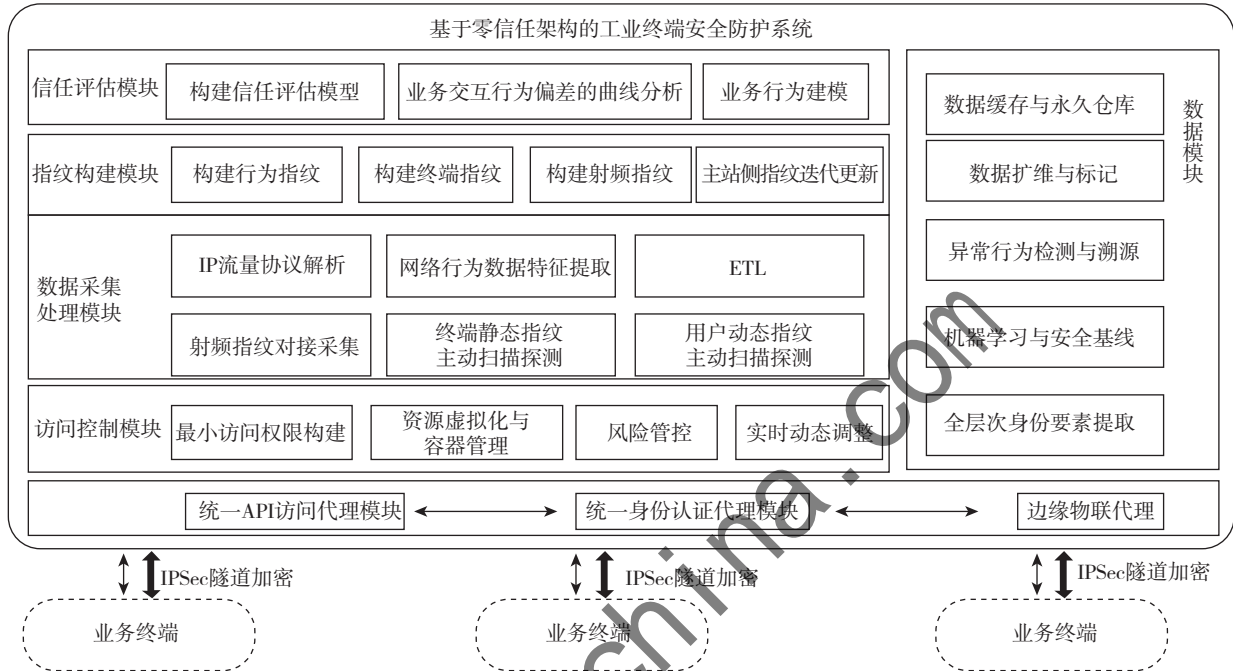 基于零信任架构的工业终端安全防护系统
信任评估模块
构建信任评估模型
业务交互行为偏差的曲线分析
业务行为建模
指纹构建模块
构建行为指纹
构建终端指纹
构建射频指纹
主站侧指纹迭代更新
数据采集
处理模块
IP流量协议解析
网络行为数据特征提取
ETL
射频指纹对接采集
终端静态指纹
主动扫描探测
用户动态指纹
主动扫描探测
访问控制模块
最小访问权限构建
资源虚拟化与
容器管理
风险管控
实时动态调整
数据模块
数据缓存与永久仓库
数据扩维与标记
异常行为检测与溯源
机器学习与安全基线
全层次身份要素提取
统一API访问代理模块
统一身份认证代理模块
边缘物联代理
IPSec隧道加密
IPSec隧道加密
IPSec隧道加密
业务终端
业务终端
业务终端
china.com